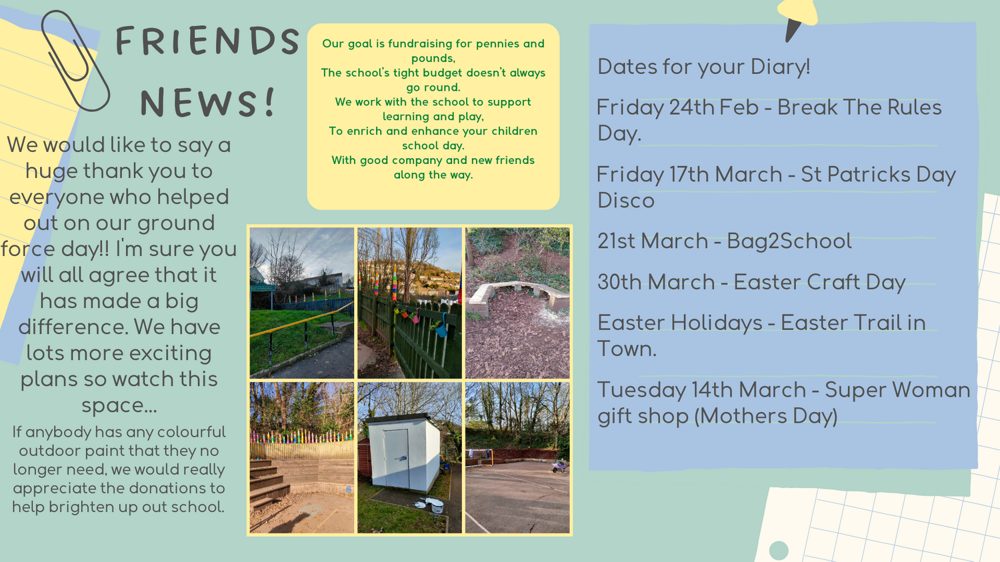 FRIENDS
NEWS!
We would like to say a
huge thank you to
everyone who helped
out on our ground
force day!! I'm sure you
will all agree that it
has made a big
difference. We have
lots more exciting
plans so watch this
space...
If anybody has any colourful
outdoor paint that they no
longer need, we would really
appreciate the donations to
help brighten up out school.
Our goal is fundraising for pennies and
pounds,
The school's tight budget doesn't always
go round.
We work with the school to support
learning and play,
To enrich and enhance your children
school day.
With good company and new friends
along the way.
Dates for your Diary!
Friday 24th Feb - Break The Rules
Day.
Friday 17th March - St Patricks Day
Disco
21st March - Bag2School
30th March - Easter Craft Day
Easter Holidays - Easter Trail in
Town.
Tuesday 14th March - Super Woman
gift shop (Mothers Day)